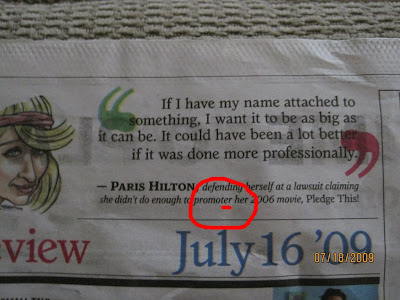 If I have my name attached to
something, I want it to be as big as
it can be. It could have been a lot better
if it was done more professionally.
— PARIS HILTON, defending herself at a lawsuit claiming
she didn't do enough to promoter her 2006 movie, Pledge This!
eview
July 16 '09
07/18/2009